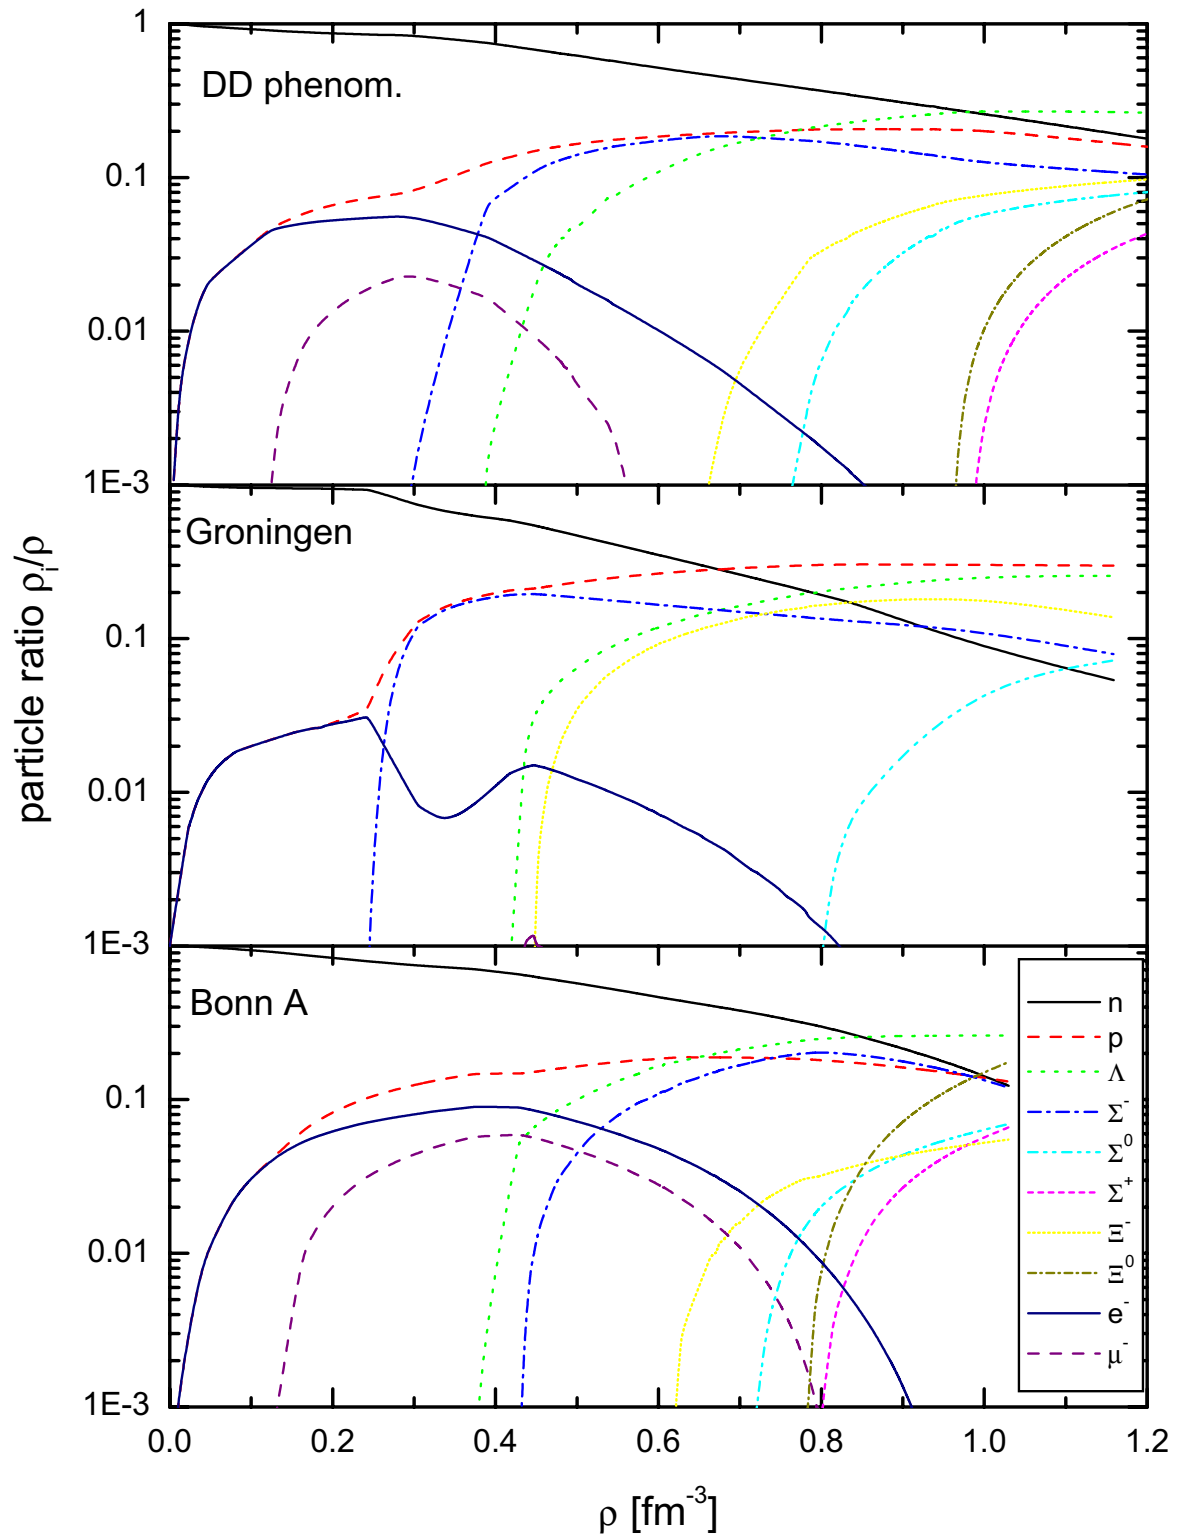 1
DD phenom.
0.1
0.01
1E-3
Groningen
0.1
0.01
1E-3
Bonn A
0.1
0.01
1E-3
particle ratio ρᵢ/ρ
n
p
Λ
Σ⁻
Σ⁰
Σ⁺
Ξ⁻
Ξ⁰
e⁻
μ⁻
0.0 0.2 0.4 0.6 0.8 1.0 1.2
ρ [fm⁻³]